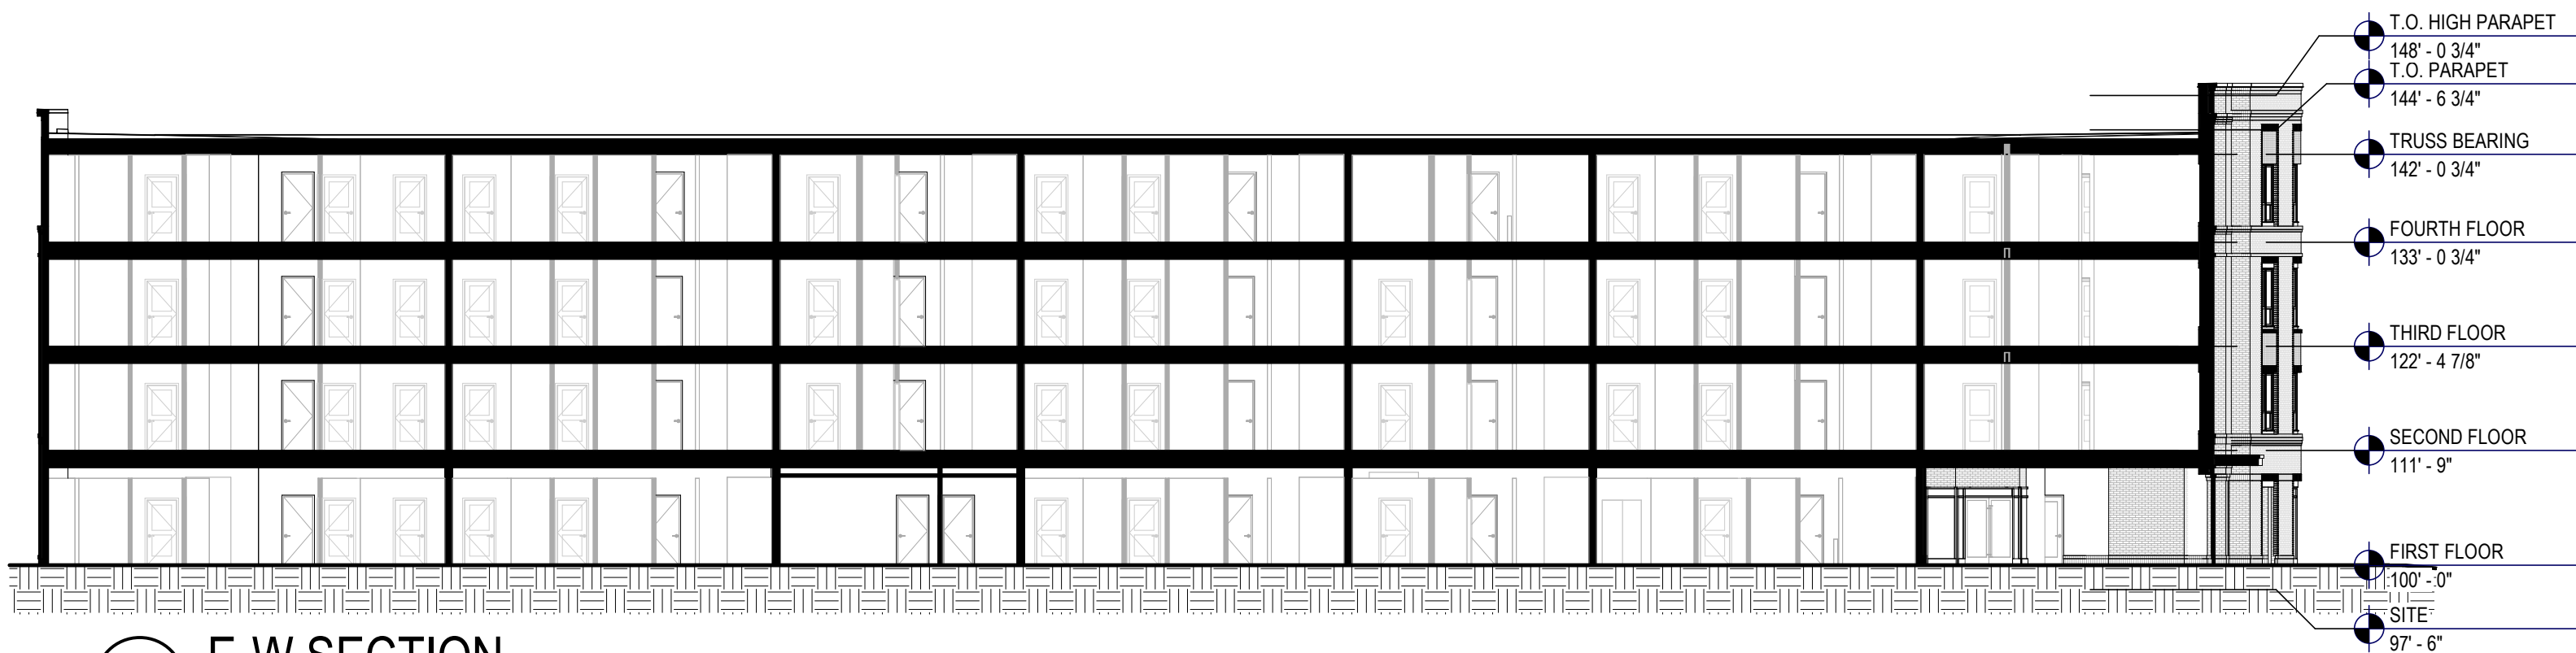 T.O. HIGH PARAPET
148' - 0 3/4"
T.O. PARAPET
144' - 6 3/4"
TRUSS BEARING
142' - 0 3/4"
FOURTH FLOOR
133' - 0 3/4"
THIRD FLOOR
122' - 4 7/8"
SECOND FLOOR
111' - 9"
FIRST FLOOR
100' - 0"
SITE
97' - 6"
E-W SECTION